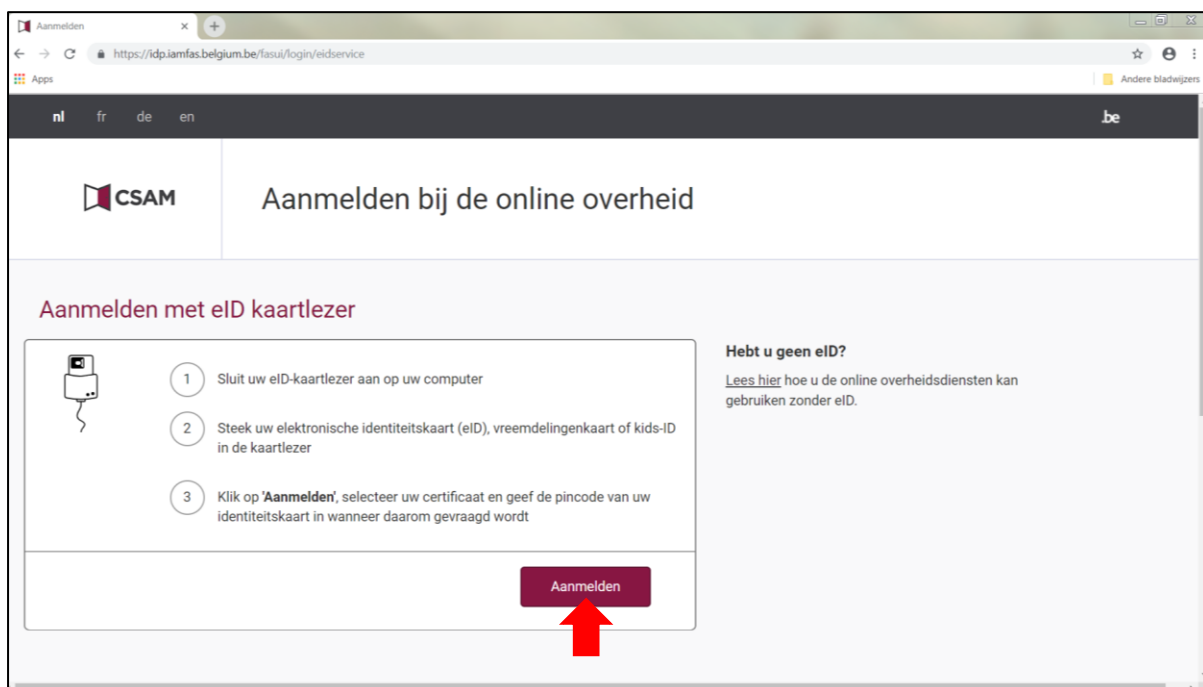 Aanmelden
https://idp.iamfas.belgium.be/fasui/login/eidservice
Apps
Andere bladwijzers
nl fr de en
.be
CSAM
Aanmelden bij de online overheid
Aanmelden met eID kaartlezer
1 Sluit uw eID-kaartlezer aan op uw computer
2 Steek uw elektronische identiteitskaart (eID), vreemdelingenkaart of kids-ID
in de kaartlezer
3 Klik op 'Aanmelden', selecteer uw certificaat en geef de pincode van uw
identiteitskaart in wanneer daarom gevraagd wordt
Aanmelden
Hebt u geen eID?
Lees hier hoe u de online overheidsdiensten kan
gebruiken zonder eID.